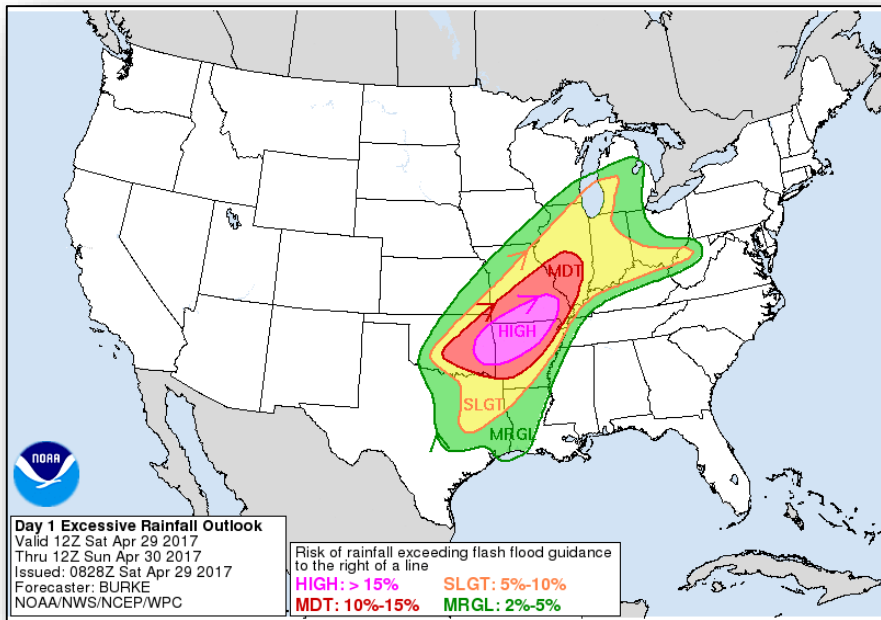 MDT
HIGH
SLGT
MRGL
NOAA
Day 1 Excessive Rainfall Outlook
Valid 12Z Sat Apr 29 2017
Thru 12Z Sun Apr 30 2017
Issued: 0828Z Sat Apr 29 2017
Forecaster: BURKE
NOAA/NWS/NCEP/WPC
Risk of rainfall exceeding flash flood guidance
to the right of a line
HIGH: > 15% SLGT: 5%-10%
MDT: 10%-15% MRGL: 2%-5%